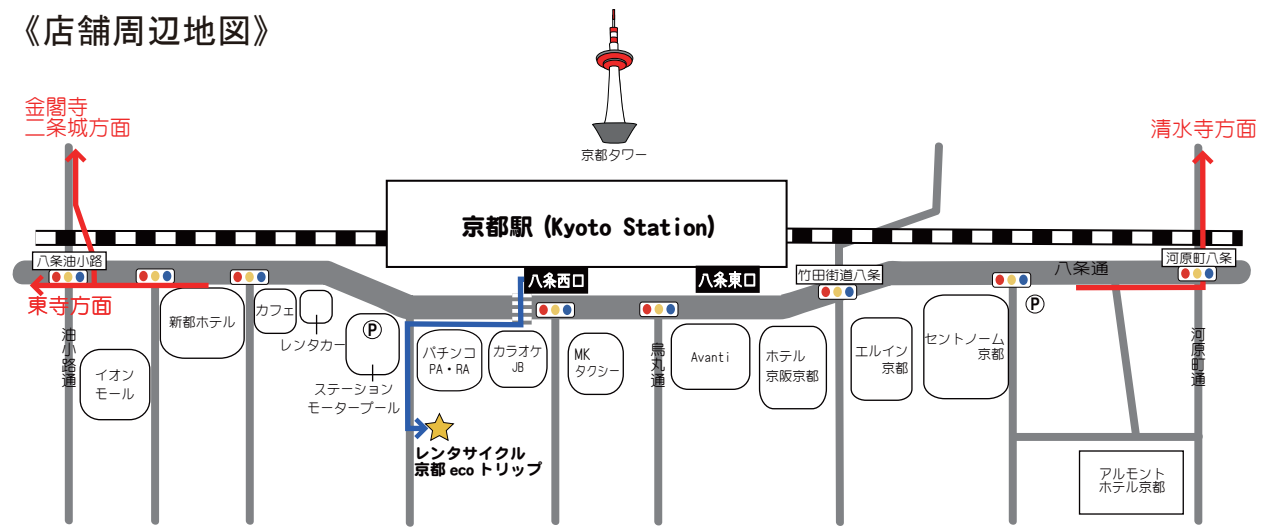 《店舗周辺地図》
京都タワー
金閣寺
二条城方面
清水寺方面
京都駅 (Kyoto Station)
八条油小路
八条西口
八条東口
竹田街道八条
八条通
河原町八条
東寺方面
油小路通
イオン
モール
新都ホテル
カフェ
レンタカー
P
ステーション
モータープール
パチンコ
PA・RA
カラオケ
JB
MK
タクシー
烏丸通
Avanti
ホテル
京阪京都
エルイン
京都
セントノーム
京都
P
河原町通
レンタサイクル
京都 eco トリップ
アルモント
ホテル京都